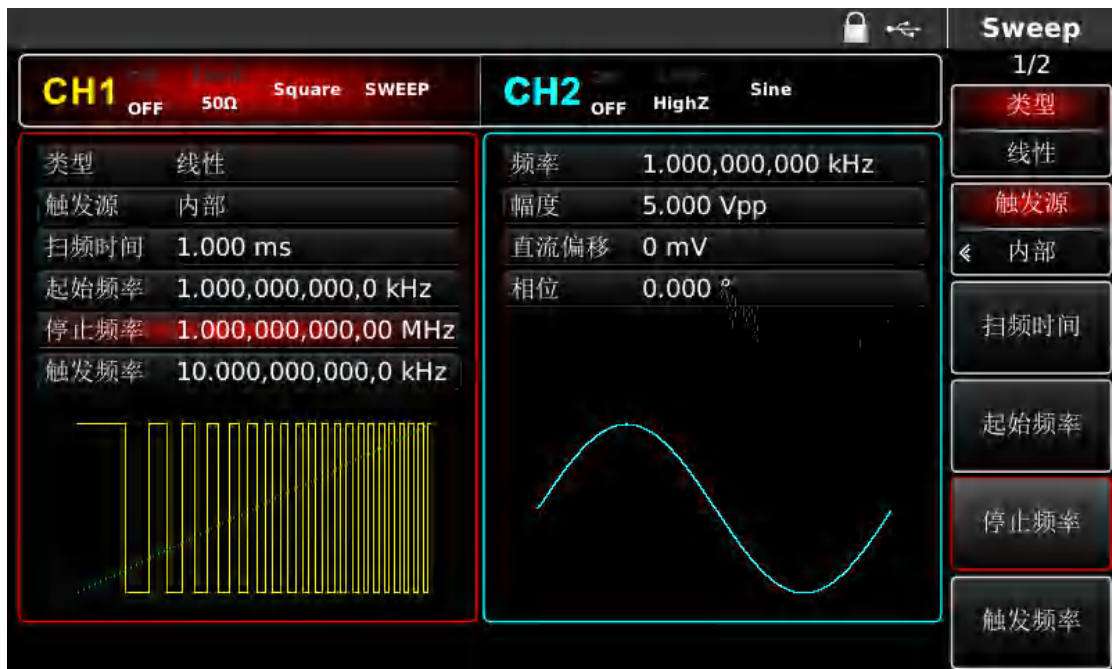 Sweep
1/2
CH1 OFF 50Ω Square SWEEP
CH2 OFF HighZ Sine
类型 线性
触发源 内部
扫频时间 1.000 ms
起始频率 1.000,000,000,0 kHz
停止频率 1.000,000,000,00 MHz
触发频率 10.000,000,000,0 kHz
频率 1.000,000,000 kHz
幅度 5.000 Vpp
直流偏移 0 mV
相位 0.000 °
类型
线性
触发源
内部
扫频时间
起始频率
停止频率
触发频率